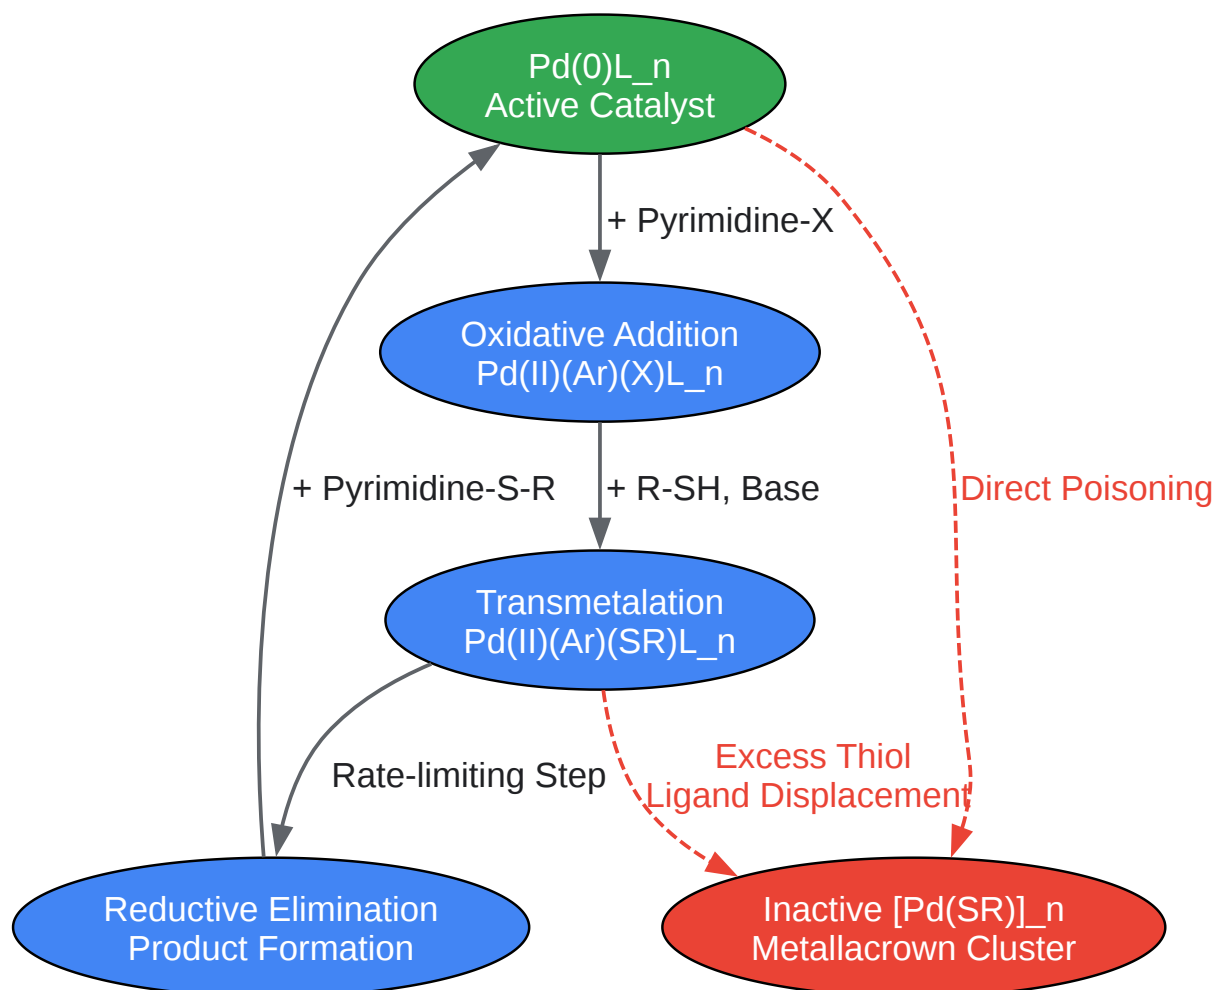 Pd(0)L_n
Active Catalyst
+ Pyrimidine-X
Oxidative Addition
Pd(II)(Ar)(X)L_n
+ Pyrimidine-S-R
+ R-SH, Base
Direct Poisoning
Transmetalation
Pd(II)(Ar)(SR)L_n
Rate-limiting Step
Excess Thiol
Ligand Displacement
Reductive Elimination
Product Formation
Inactive [Pd(SR)]_n
Metallacrown Cluster